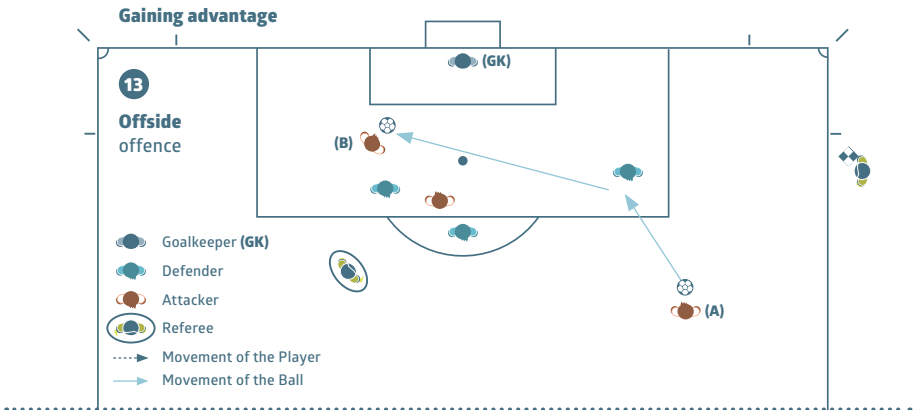 Gaining advantage
(GK)
13
Offside
offence
(B)
Goalkeeper (GK)
Defender
Attacker
(A)
Referee
Movement of the Player
Movement of the Ball